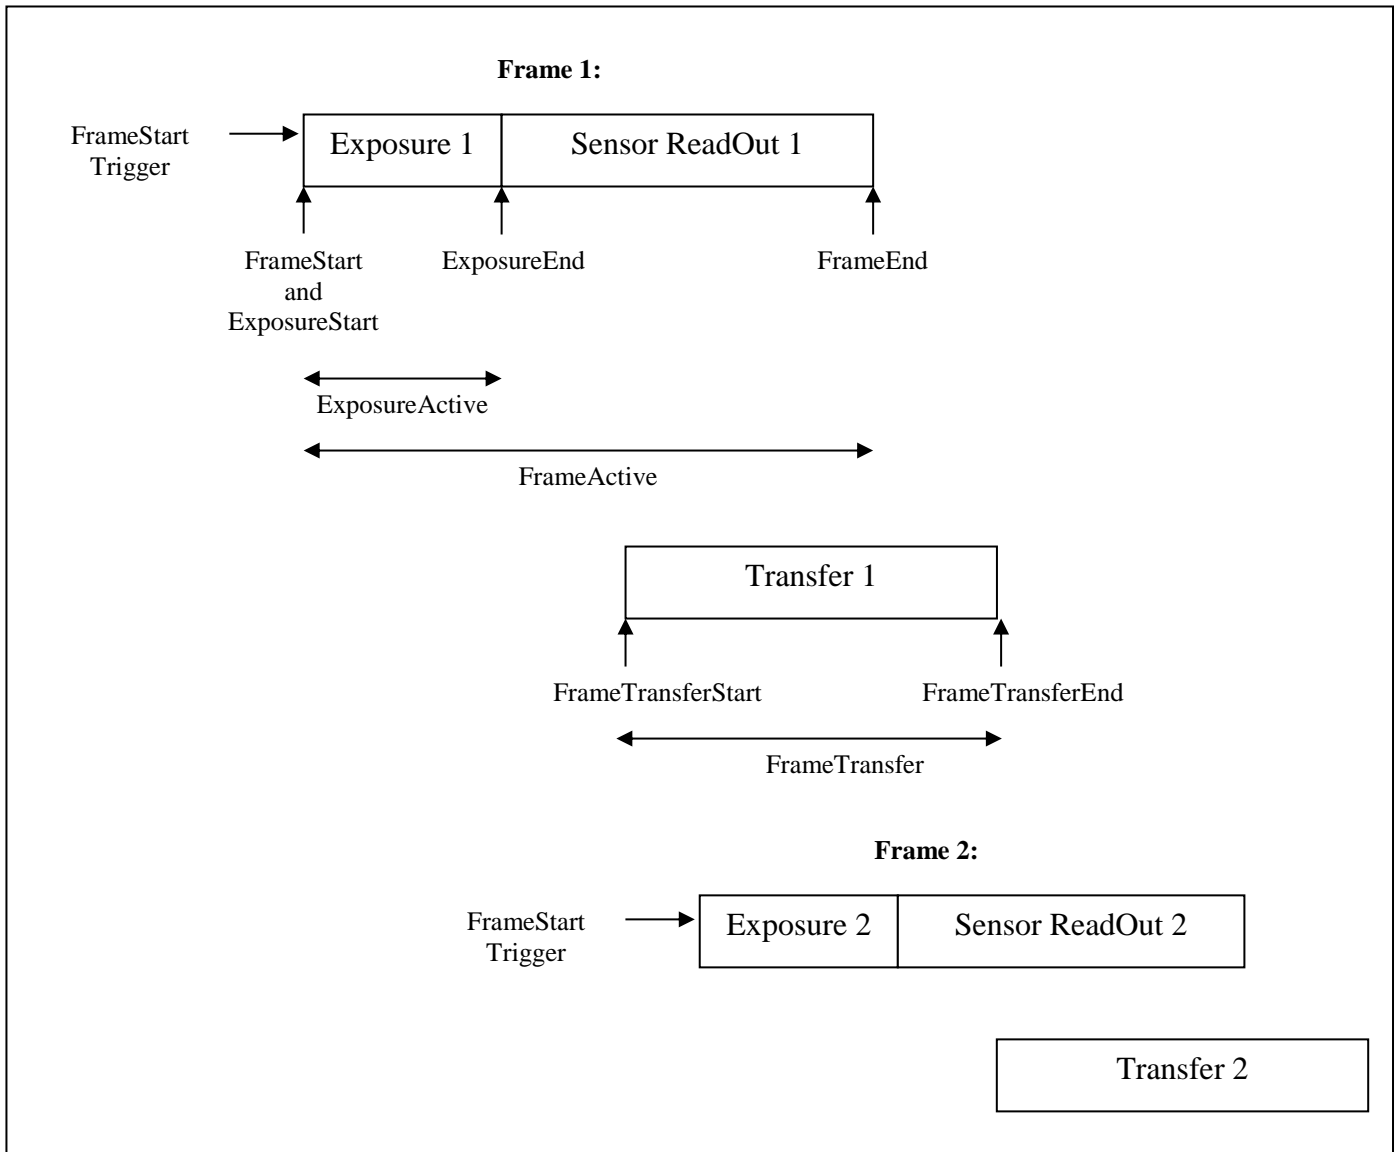 Frame 1:
FrameStart
Trigger
Exposure 1
Sensor ReadOut 1
FrameStart
and
ExposureStart
ExposureEnd
FrameEnd
ExposureActive
FrameActive
Transfer 1
FrameTransferStart
FrameTransferEnd
FrameTransfer
Frame 2:
FrameStart
Trigger
Exposure 2
Sensor ReadOut 2
Transfer 2